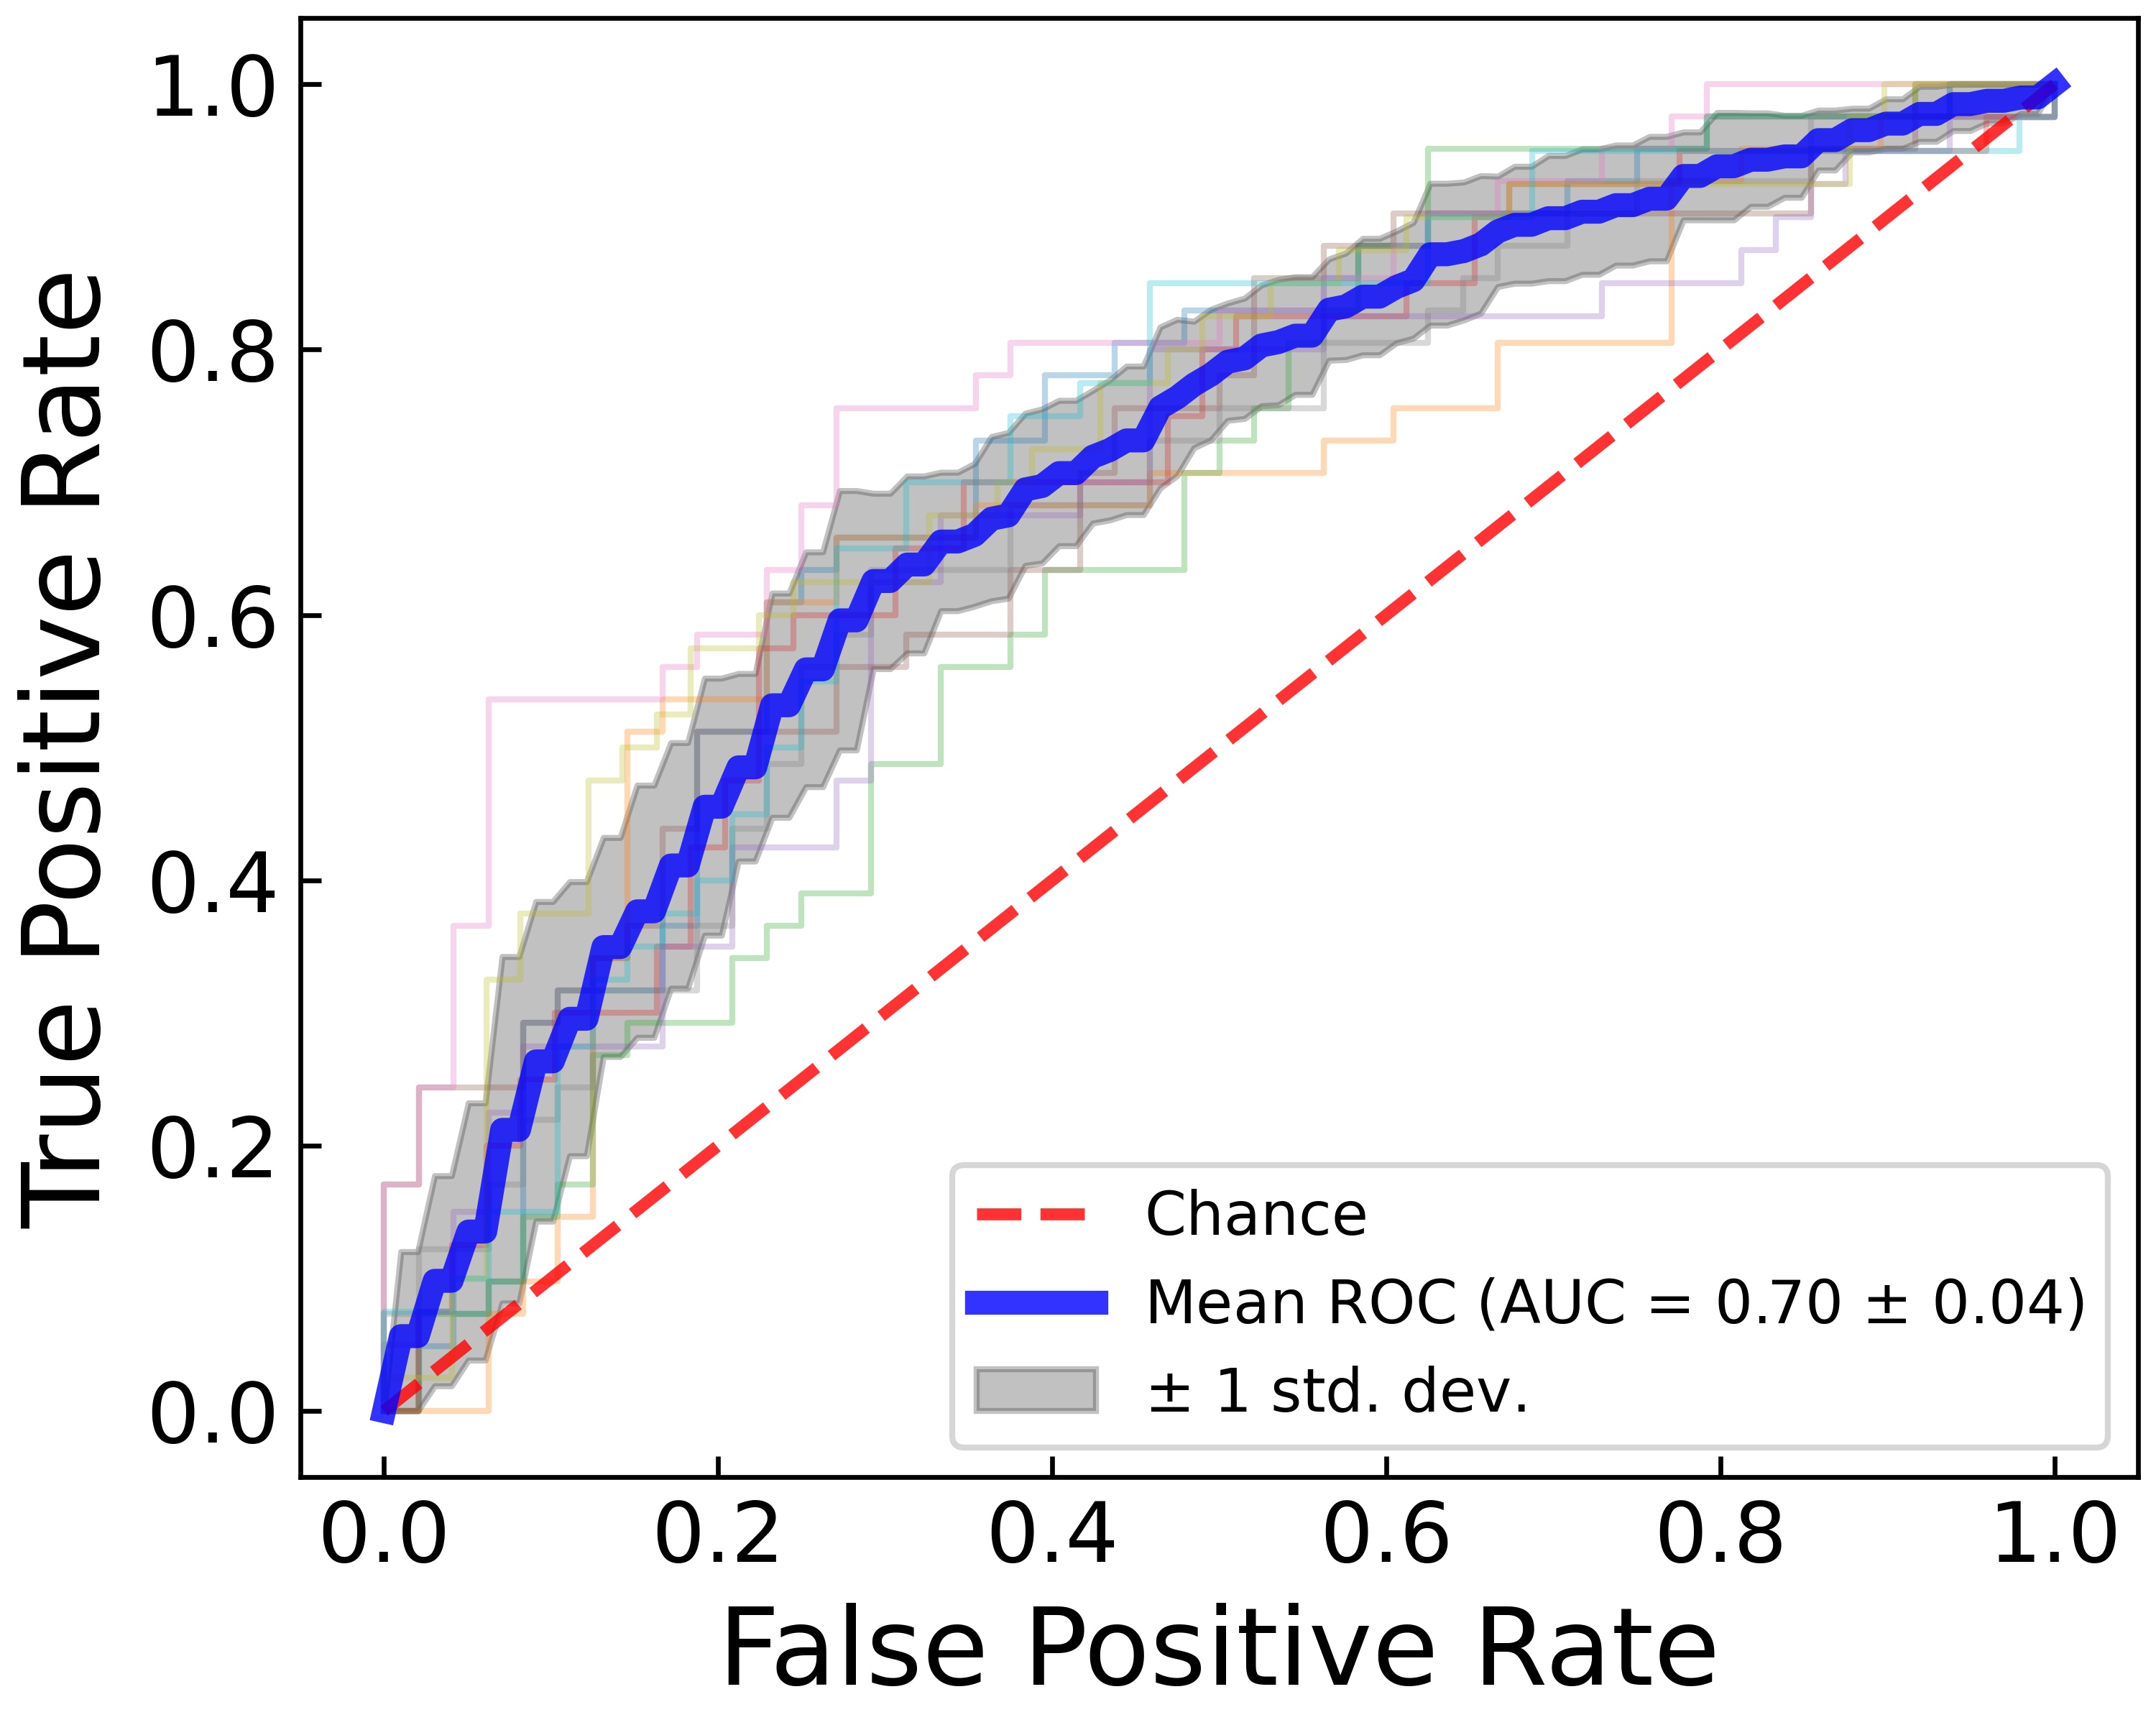 True Positive Rate
1.0
0.8
0.6
0.4
0.2
0.0
Chance
Mean ROC (AUC = 0.70 ± 0.04)
± 1 std. dev.
0.0 0.2 0.4 0.6 0.8 1.0
False Positive Rate